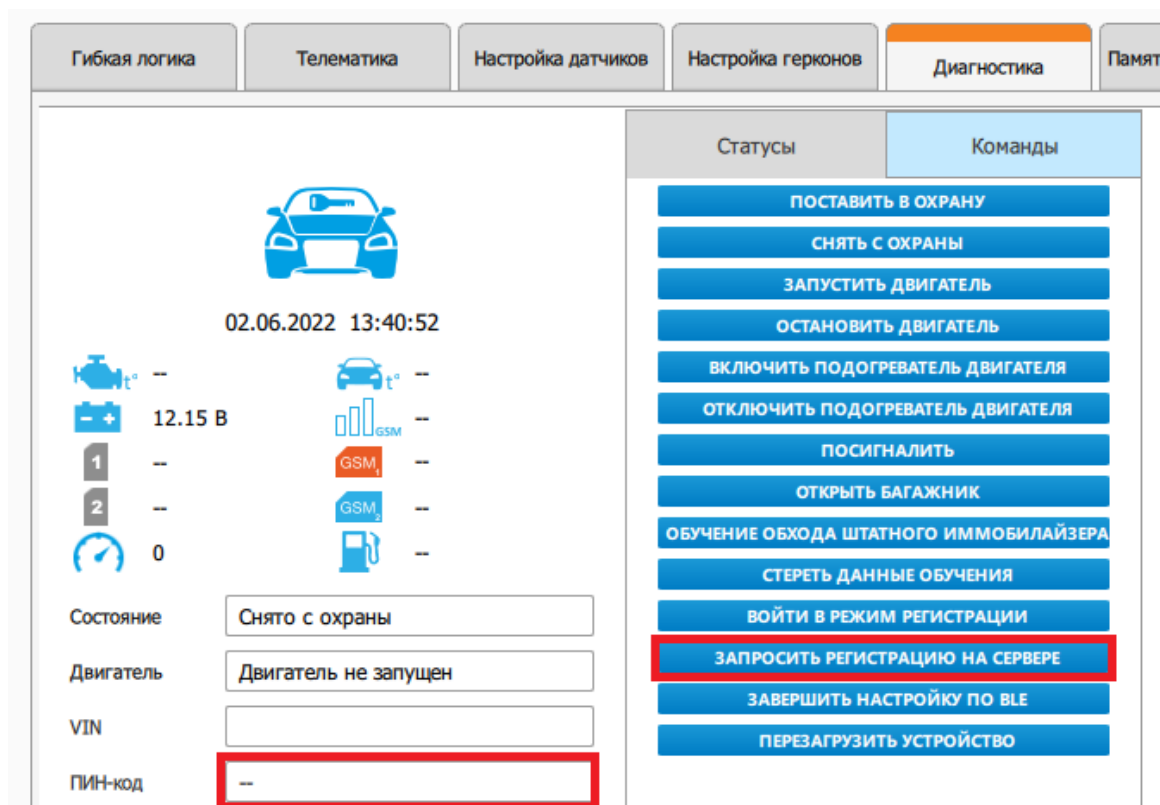 Гибкая логика
Телематика
Настройка датчиков
Настройка герконов
Диагностика
Памят
Статусы
Команды
02.06.2022 13:40:52
t° --
t° --
12.15 В
GSM --
1 --
GSM1 --
2 --
GSM2 --
0
--
Состояние
Снято с охраны
Двигатель
Двигатель не запущен
VIN
ПИН-код
--
ПОСТАВИТЬ В ОХРАНУ
СНЯТЬ С ОХРАНЫ
ЗАПУСТИТЬ ДВИГАТЕЛЬ
ОСТАНОВИТЬ ДВИГАТЕЛЬ
ВКЛЮЧИТЬ ПОДОГРЕВАТЕЛЬ ДВИГАТЕЛЯ
ОТКЛЮЧИТЬ ПОДОГРЕВАТЕЛЬ ДВИГАТЕЛЯ
ПОСИГНАЛИТЬ
ОТКРЫТЬ БАГАЖНИК
ОБУЧЕНИЕ ОБХОДА ШТАТНОГО ИММОБИЛАЙЗЕРА
СТЕРЕТЬ ДАННЫЕ ОБУЧЕНИЯ
ВОЙТИ В РЕЖИМ РЕГИСТРАЦИИ
ЗАПРОСИТЬ РЕГИСТРАЦИЮ НА СЕРВЕРЕ
ЗАВЕРШИТЬ НАСТРОЙКУ ПО BLE
ПЕРЕЗАГРУЗИТЬ УСТРОЙСТВО